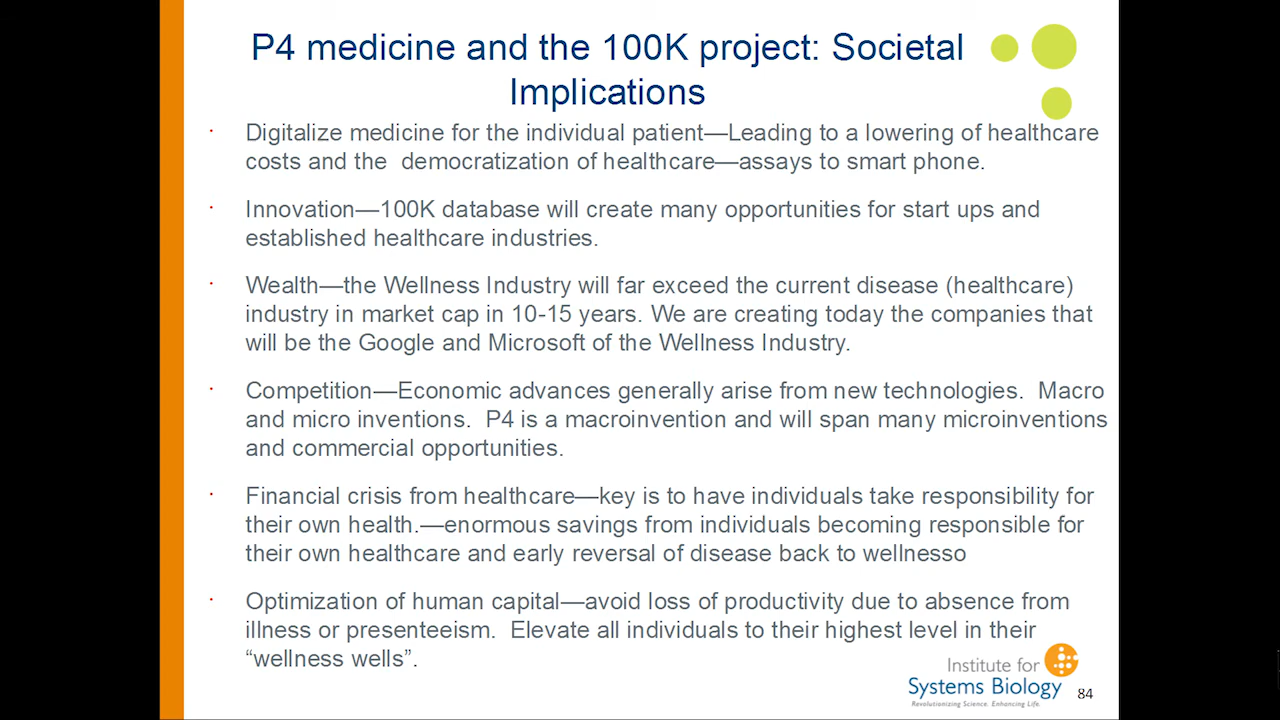 P4 medicine and the 100K project: Societal
Implications
· Digitalize medicine for the individual patient—Leading to a lowering of healthcare
costs and the  democratization of healthcare—assays to smart phone.
· Innovation—100K database will create many opportunities for start ups and
established healthcare industries.
· Wealth—the Wellness Industry will far exceed the current disease (healthcare)
industry in market cap in 10-15 years. We are creating today the companies that
will be the Google and Microsoft of the Wellness Industry.
· Competition—Economic advances generally arise from new technologies.  Macro
and micro inventions.  P4 is a macroinvention and will span many microinventions
and commercial opportunities.
· Financial crisis from healthcare—key is to have individuals take responsibility for
their own health.—enormous savings from individuals becoming responsible for
their own healthcare and early reversal of disease back to wellnesso
· Optimization of human capital—avoid loss of productivity due to absence from
illness or presenteeism.  Elevate all individuals to their highest level in their
“wellness wells”.
Institute for
Systems Biology
Revolutionizing Science. Enhancing Life.
84